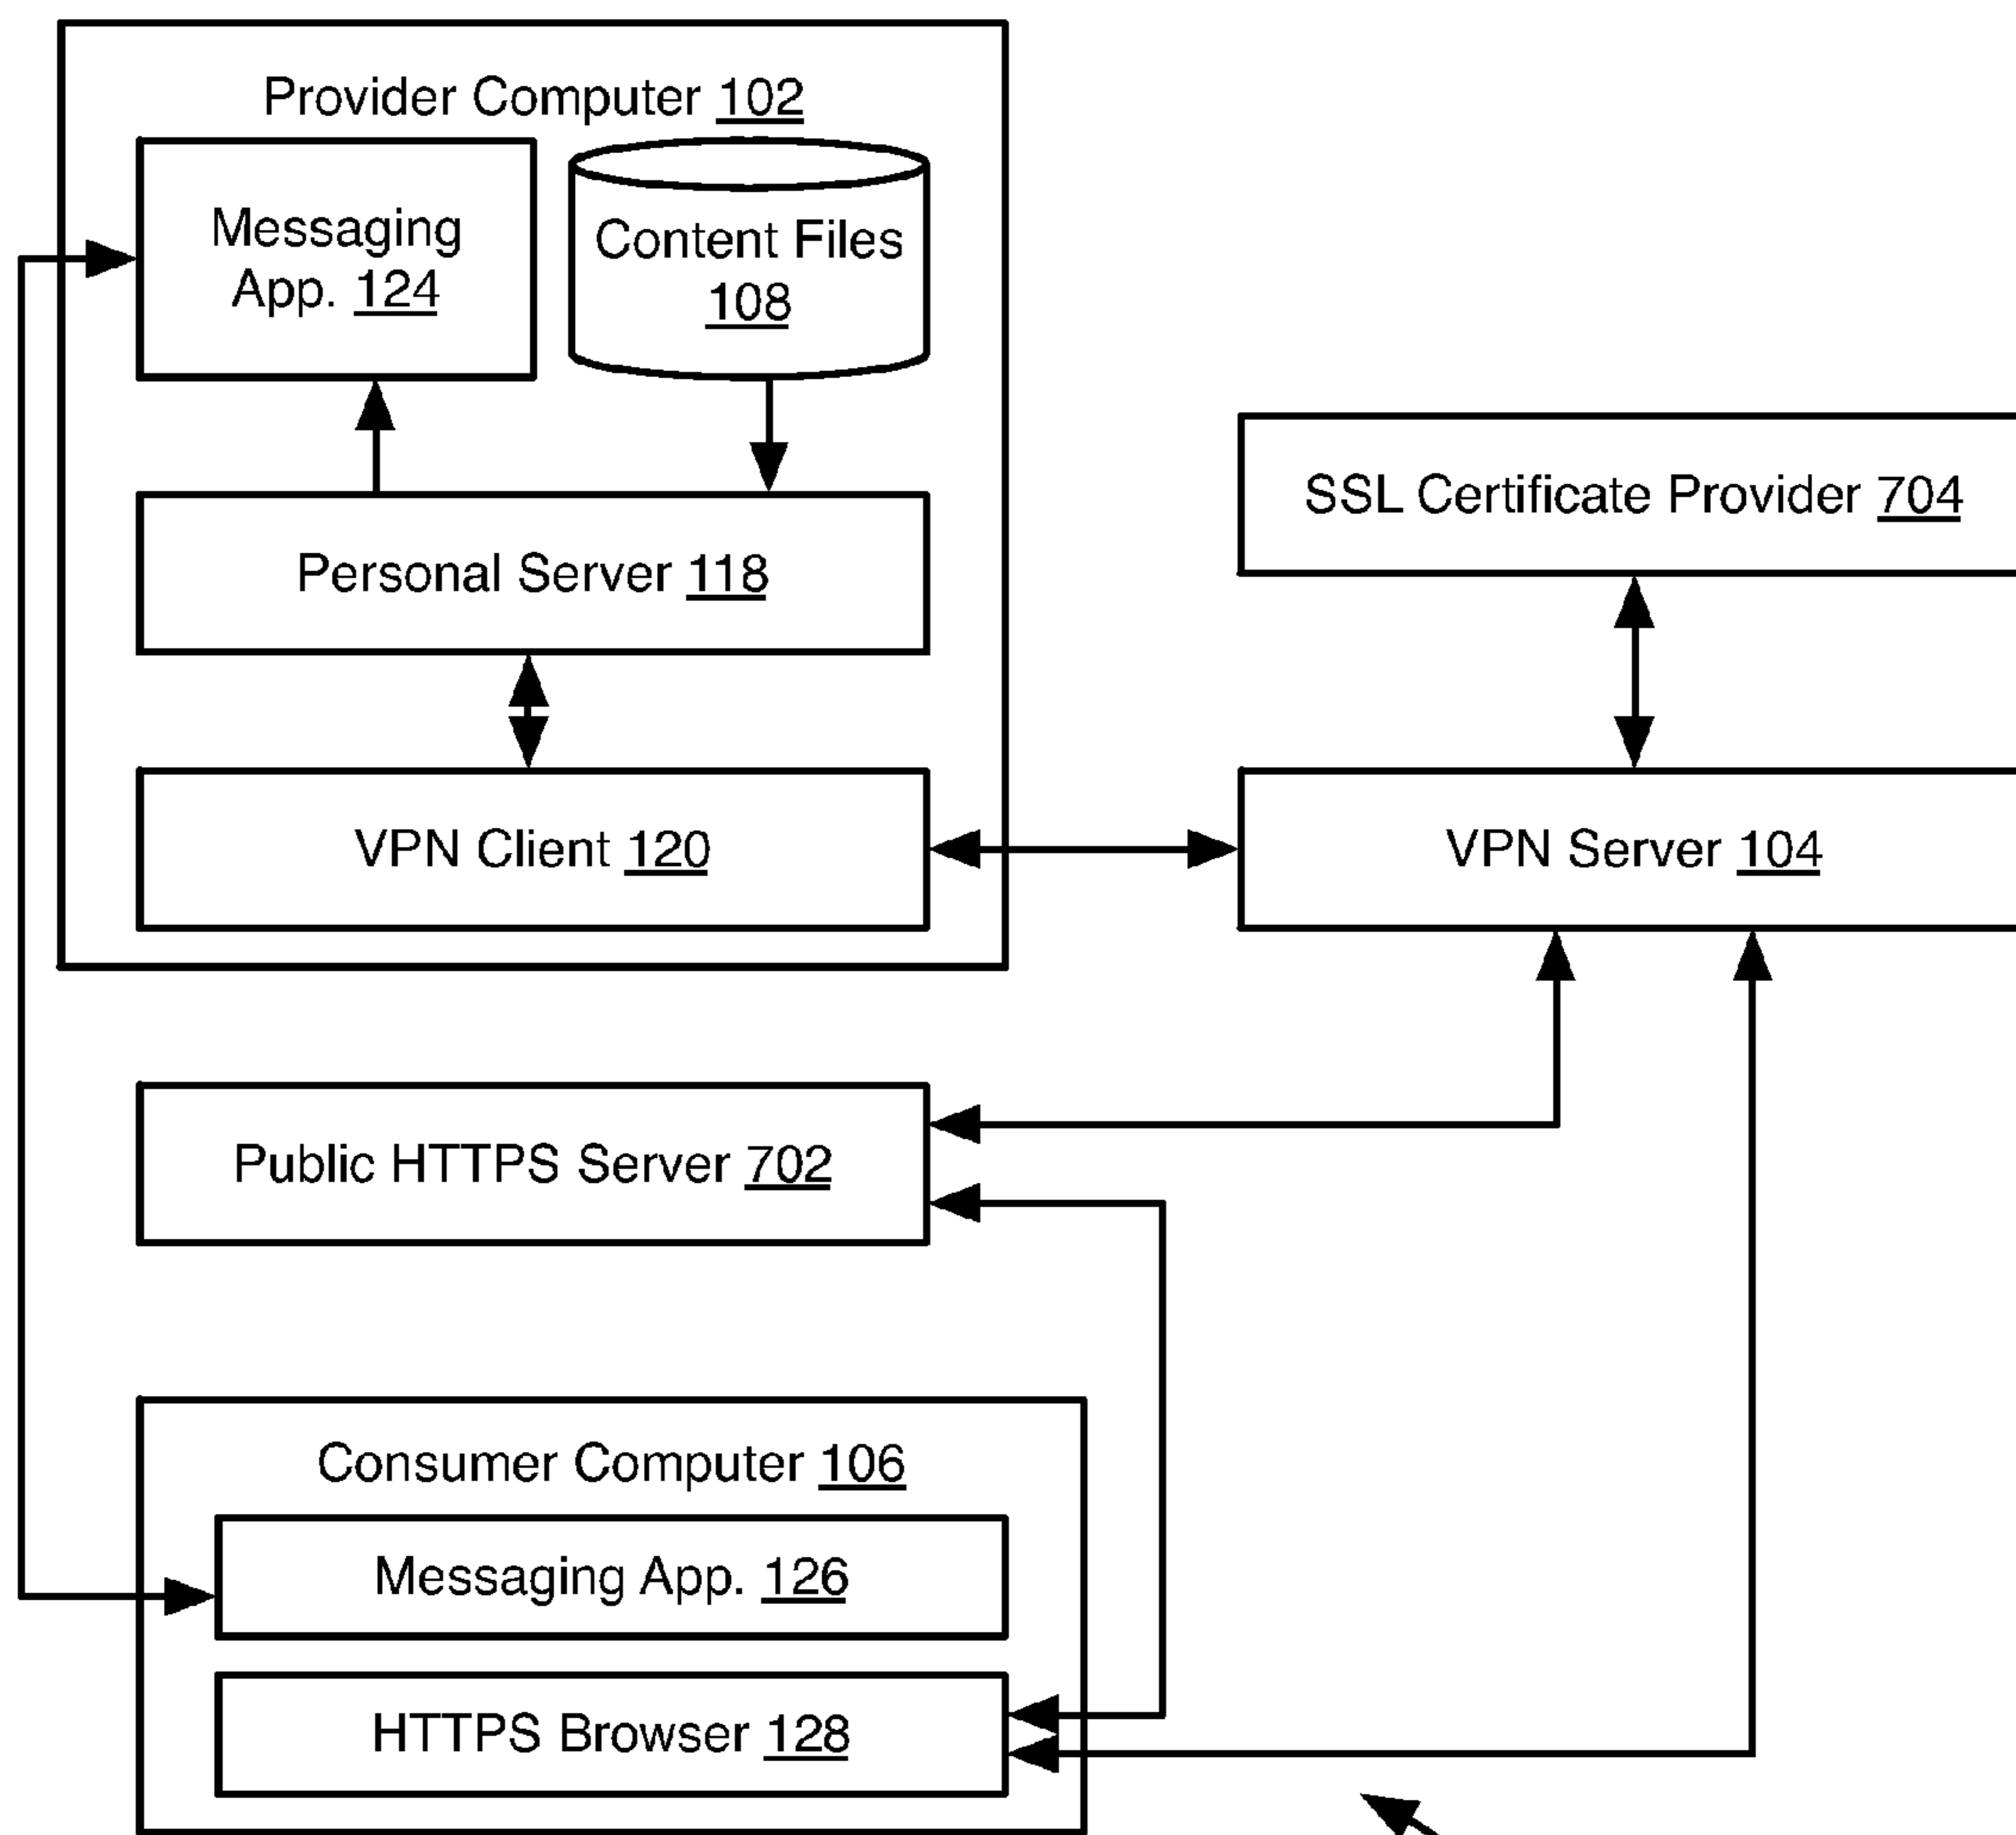 Provider Computer 102
Messaging
App. 124
Content Files
108
Personal Server 118
SSL Certificate Provider 704
VPN Client 120
VPN Server 104
Public HTTPS Server 702
Consumer Computer 106
Messaging App. 126
HTTPS Browser 128